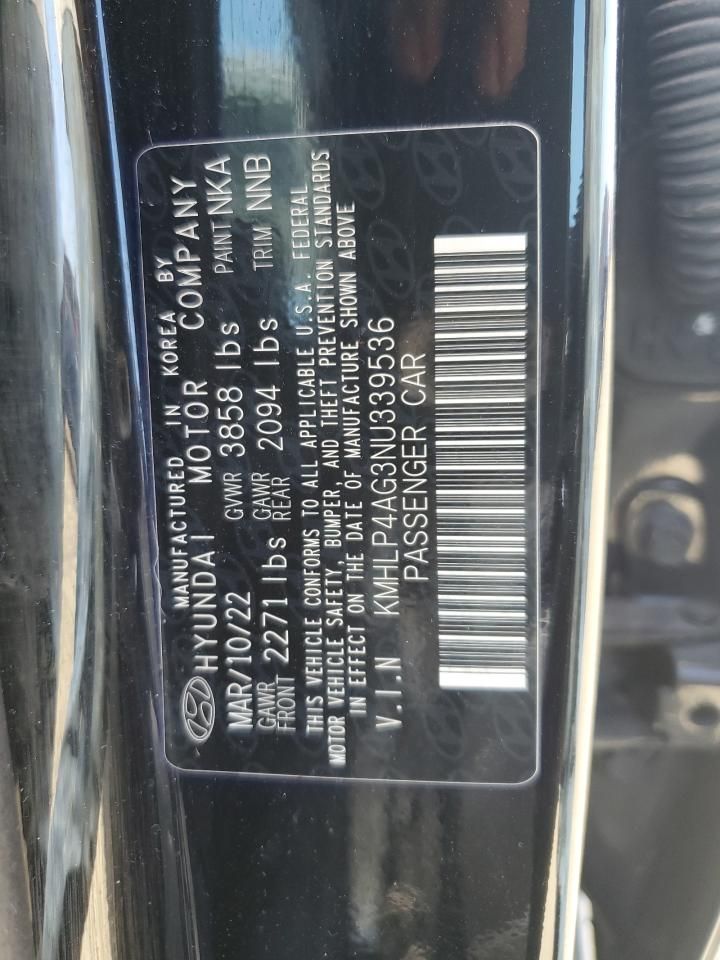 MANUFACTURED IN KOREA BY
HYUNDAI MOTOR COMPANY
MAR/10/22 GVWR 3858 lbs PAINT NKA
GAWR FRONT 2271 lbs GAWR REAR 2094 lbs TRIM NNB
THIS VEHICLE CONFORMS TO ALL APPLICABLE U.S.A. FEDERAL
MOTOR VEHICLE SAFETY, BUMPER, AND THEFT PREVENTION STANDARDS
IN EFFECT ON THE DATE OF MANUFACTURE SHOWN ABOVE
V.I.N KMHLP4AG3NU339536
PASSENGER CAR